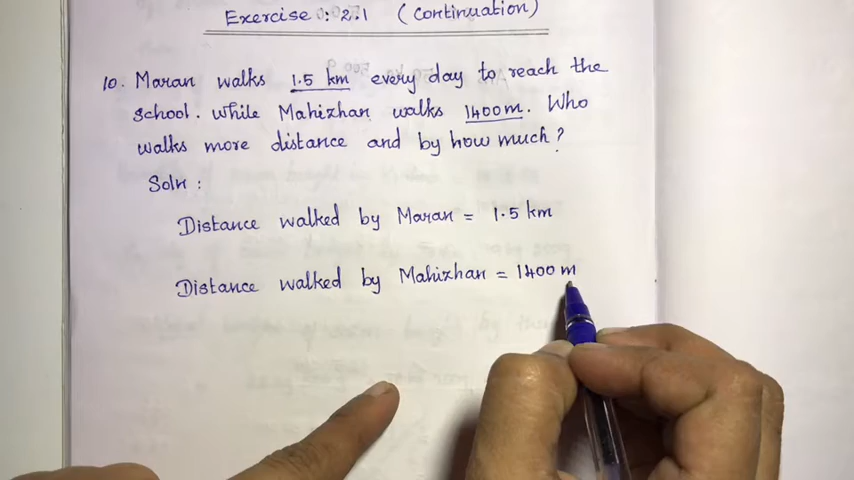 Exercise : 2.1 (Continuation)
10. Maran walks 1.5 km every day to reach the
school. while Mahizhan walks 1400m. Who
walks more distance and by how much?
Soln :
Distance walked by Maran = 1.5 km
Distance walked by Mahizhan = 1400 m